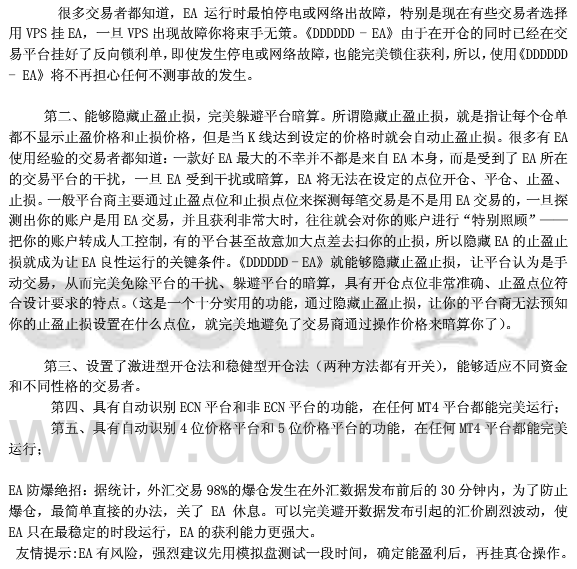 很多交易者都知道，EA 运行时最怕停电或网络出故障，特别是现在有些交易者选择
用 VPS 挂 EA，一旦 VPS 出现故障你将束手无策。《DDDDDD - EA》由于在开仓的同时已经在交
易平台挂好了反向锁利单，即使发生停电或网络故障，也能完美锁住获利，所以，使用《DDDDDD
- EA》将不再担心任何不测事故的发生。
第二、能够隐藏止盈止损，完美躲避平台暗算。所谓隐藏止盈止损，就是指让每个仓单
都不显示止盈价格和止损价格，但是当 K 线达到设定的价格时就会自动止盈止损。很多有 EA
使用经验的交易者都知道：一款好 EA 最大的不幸并不都是来自 EA 本身，而是受到了 EA 所在
的交易平台的干扰，一旦 EA 受到干扰或暗算，EA 将无法在设定的点位开仓、平仓、止盈、
止损。一般平台商主要通过止盈点位和止损点位来探测每笔交易是不是用 EA 交易的，一旦探
测出你的账户是用 EA 交易，并且获利非常大时，往往就会对你的账户进行“特别照顾”——
把你的账户转成人工控制，有的平台甚至故意加大点差去扫你的止损，所以隐藏 EA 的止盈止
损就成为让 EA 良性运行的关键条件。《DDDDDD - EA》就能够隐藏止盈止损，让平台认为是手
动交易，从而完美免除平台的干扰、躲避平台的暗算，具有开仓点位非常准确、止盈点位符
合设计要求的特点。（这是一个十分实用的功能，通过隐藏止盈止损，让你的平台商无法预知
你的止盈止损设置在什么点位，就完美地避免了交易商通过操作价格来暗算你了）。
第三、设置了激进型开仓法和稳健型开仓法（两种方法都有开关），能够适应不同资金
和不同性格的交易者。
第四、具有自动识别 ECN 平台和非 ECN 平台的功能，在任何 MT4 平台都能完美运行；
第五、具有自动识别 4 位价格平台和 5 位价格平台的功能，在任何 MT4 平台都能完美
运行；
EA 防爆绝招：据统计，外汇交易 98%的爆仓发生在外汇数据发布前后的 30 分钟内，为了防止
爆仓，最简单直接的办法，关了 EA 休息。可以完美避开数据发布引起的汇价剧烈波动，使
EA 只在最稳定的时段运行，EA 的获利能力更强大。
友情提示:EA 有风险，强烈建议先用模拟盘测试一段时间，确定能盈利后，再挂真仓操作。
www.docin.com
doc
豆丁